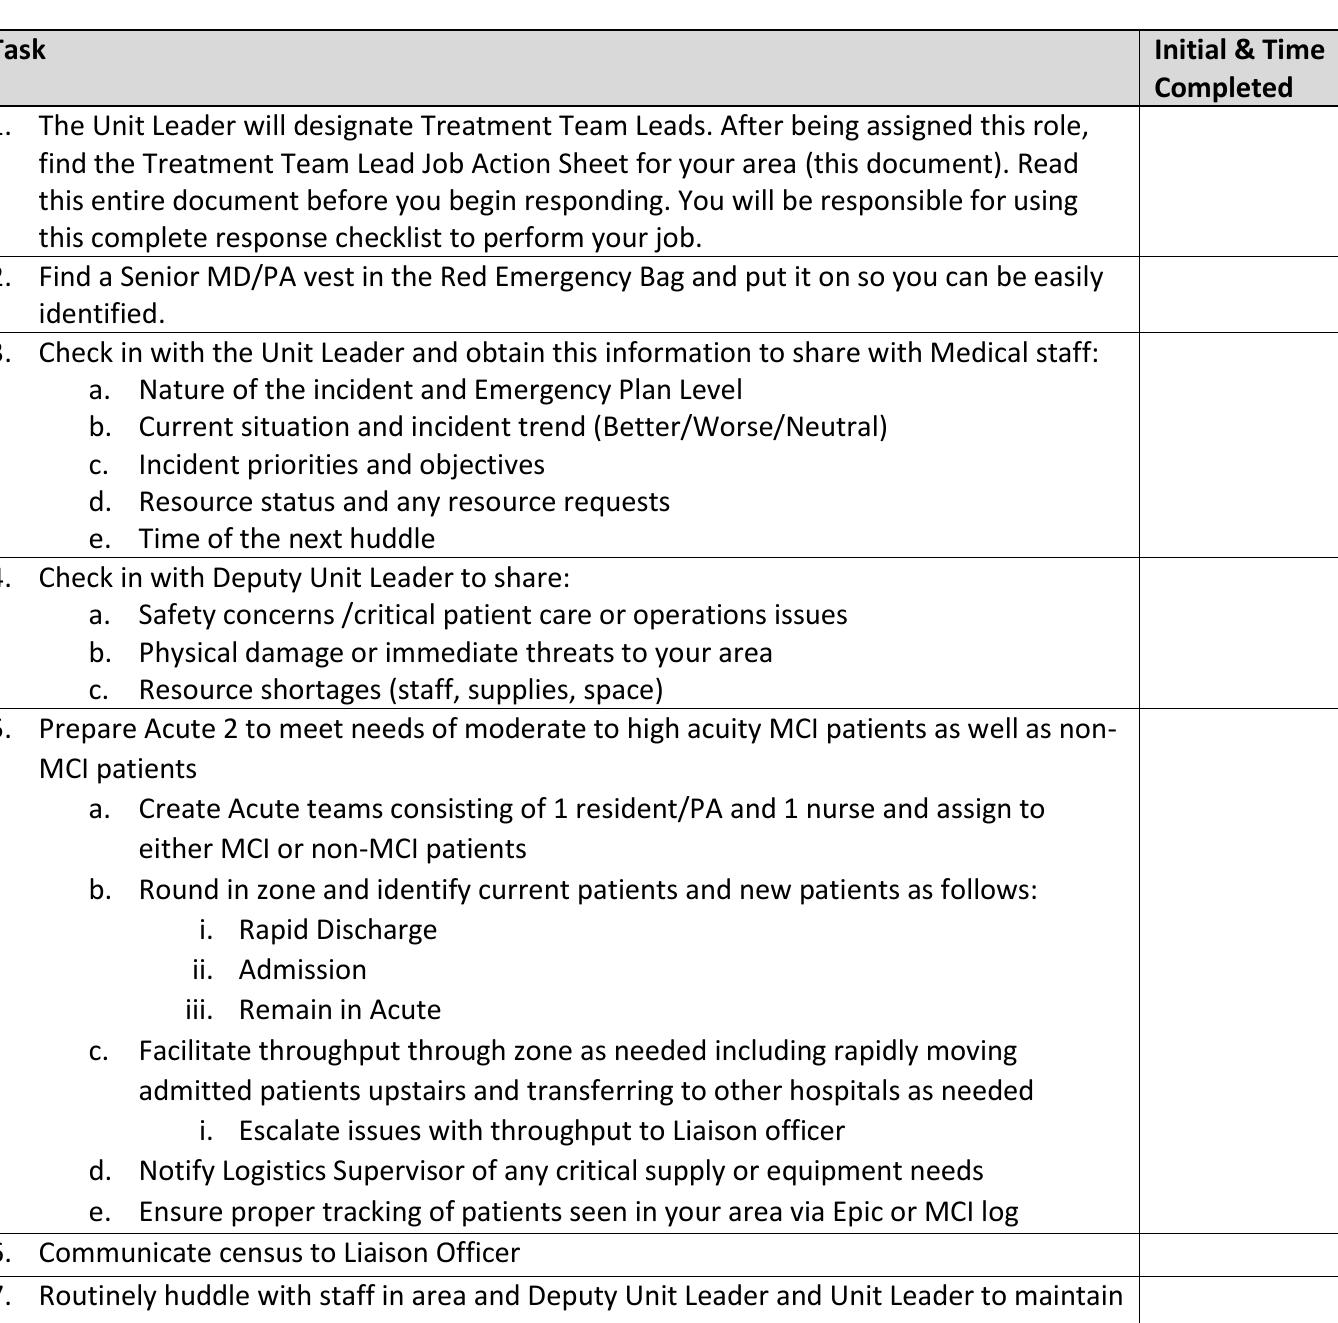 Task
Initial & Time
Completed
1. The Unit Leader will designate Treatment Team Leads. After being assigned this role,
find the Treatment Team Lead Job Action Sheet for your area (this document). Read
this entire document before you begin responding. You will be responsible for using
this complete response checklist to perform your job.
2. Find a Senior MD/PA vest in the Red Emergency Bag and put it on so you can be easily
identified.
3. Check in with the Unit Leader and obtain this information to share with Medical staff:
a. Nature of the incident and Emergency Plan Level
b. Current situation and incident trend (Better/Worse/Neutral)
c. Incident priorities and objectives
d. Resource status and any resource requests
e. Time of the next huddle
4. Check in with Deputy Unit Leader to share:
a. Safety concerns /critical patient care or operations issues
b. Physical damage or immediate threats to your area
c. Resource shortages (staff, supplies, space)
5. Prepare Acute 2 to meet needs of moderate to high acuity MCI patients as well as non-
MCI patients
a. Create Acute teams consisting of 1 resident/PA and 1 nurse and assign to
either MCI or non-MCI patients
b. Round in zone and identify current patients and new patients as follows:
i. Rapid Discharge
ii. Admission
iii. Remain in Acute
c. Facilitate throughput through zone as needed including rapidly moving
admitted patients upstairs and transferring to other hospitals as needed
i. Escalate issues with throughput to Liaison officer
d. Notify Logistics Supervisor of any critical supply or equipment needs
e. Ensure proper tracking of patients seen in your area via Epic or MCI log
6. Communicate census to Liaison Officer
7. Routinely huddle with staff in area and Deputy Unit Leader and Unit Leader to maintain